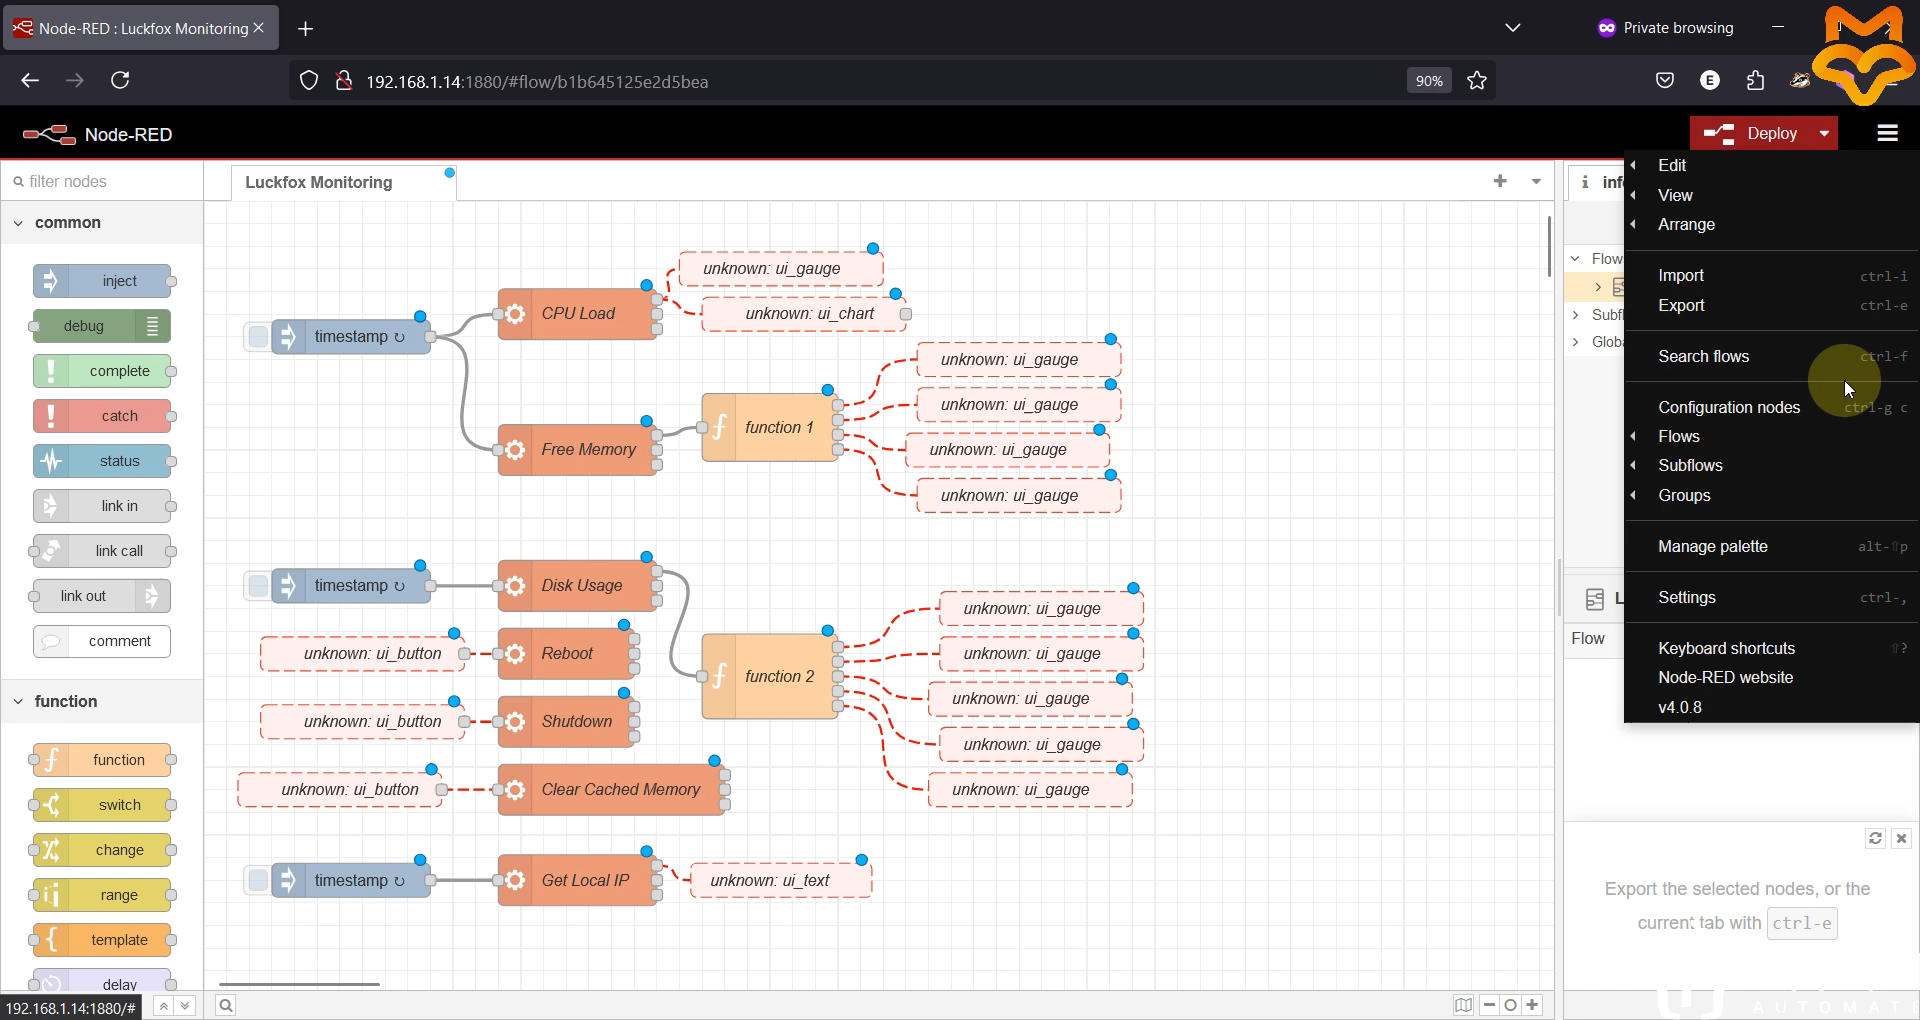 Node-RED : Luckfox Monitoring
Private browsing
192.168.1.14:1880/#flow/b1b645125e2d5bea
90%
E
Node-RED
Deploy
filter nodes
Luckfox Monitoring
i inf
Edit
View
Arrange
Import ctrl-i
Export ctrl-e
Search flows ctrl-f
Configuration nodes ctrl-g c
Flows
Subflows
Groups
Manage palette alt-⇧p
Settings ctrl-,
Keyboard shortcuts ⇧?
Node-RED website
v4.0.8
Flow
Subfl
Globa
L
Flow
common
inject
debug
complete
catch
status
link in
link call
link out
comment
function
function
switch
change
range
template
delay
unknown: ui_gauge
CPU Load
unknown: ui_chart
timestamp ↻
unknown: ui_gauge
unknown: ui_gauge
function 1
Free Memory
unknown: ui_gauge
unknown: ui_gauge
timestamp ↻
Disk Usage
unknown: ui_gauge
unknown: ui_button
Reboot
unknown: ui_gauge
function 2
unknown: ui_gauge
unknown: ui_button
Shutdown
unknown: ui_gauge
unknown: ui_button
Clear Cached Memory
unknown: ui_gauge
timestamp ↻
Get Local IP
unknown: ui_text
Export the selected nodes, or the
current tab with ctrl-e
192.168.1.14:1880/#
AUTOMATE